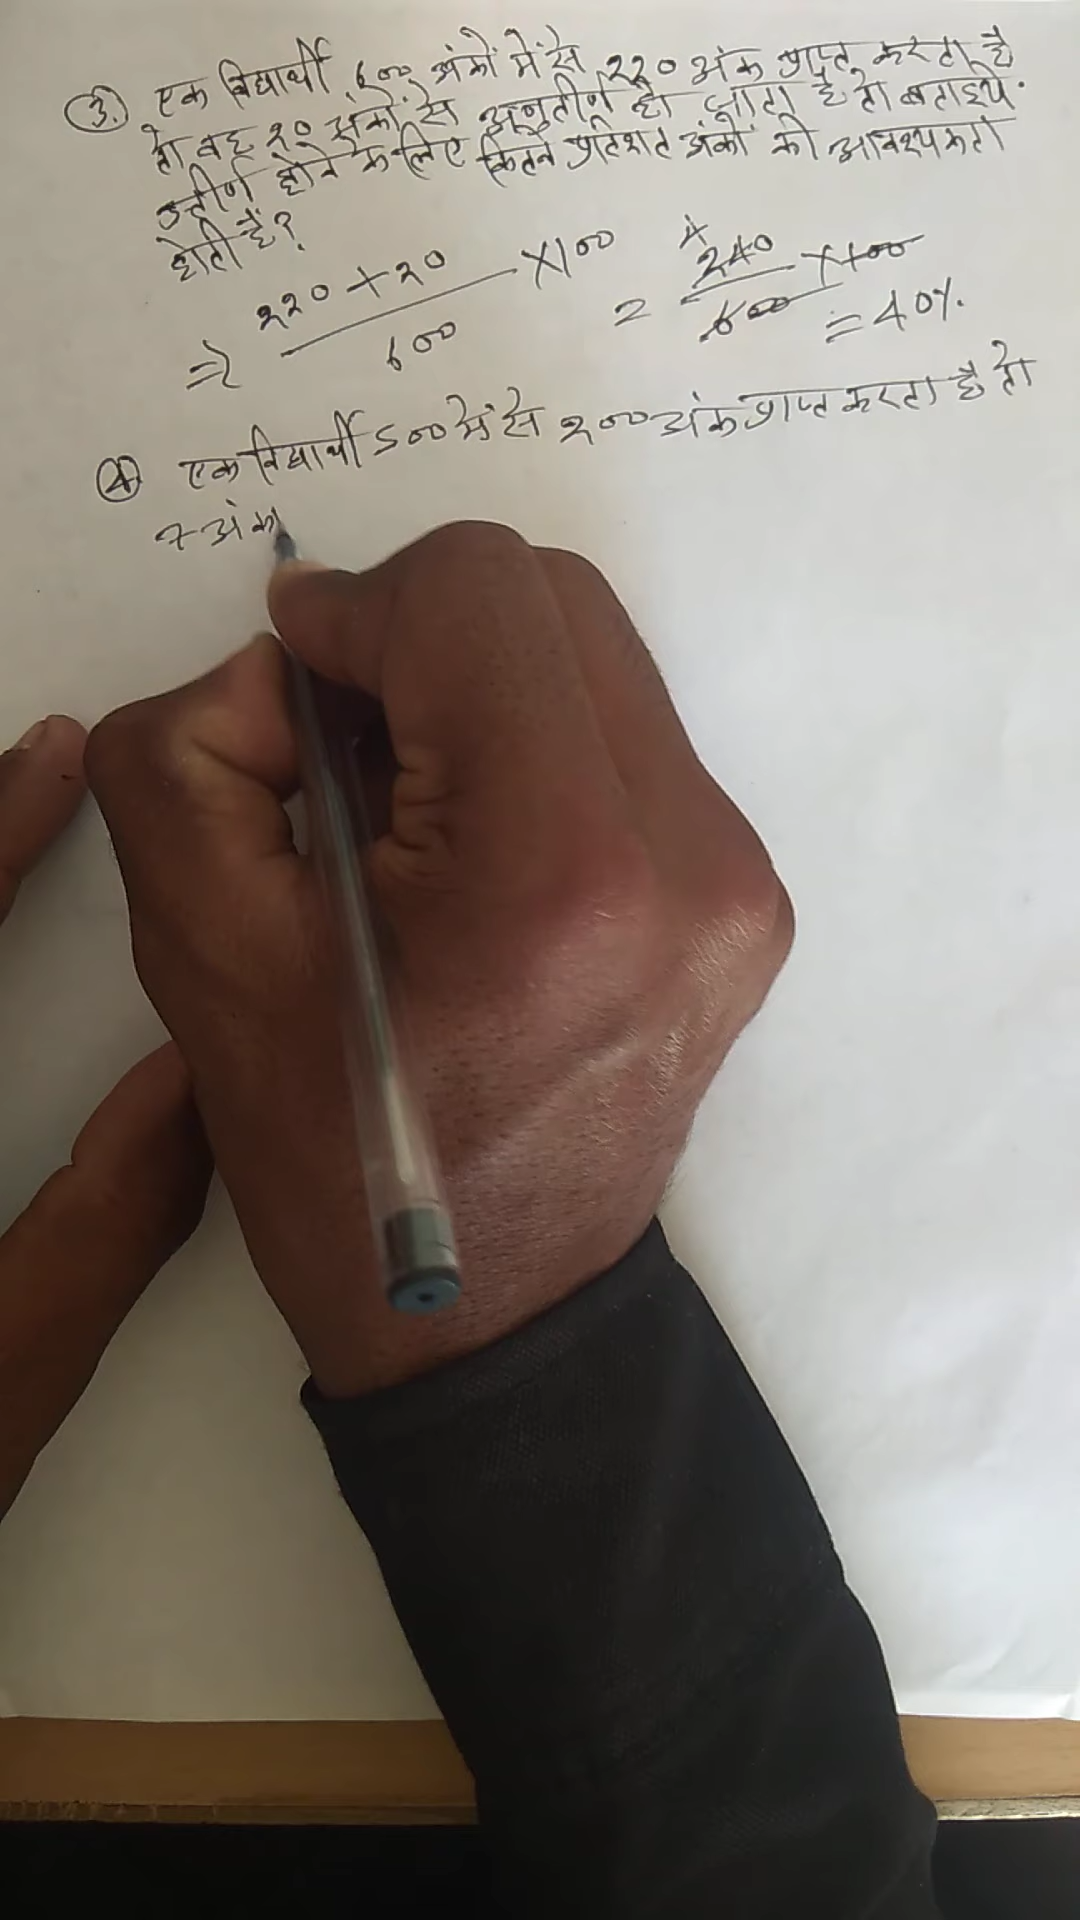 ③. एक विद्यार्थी, 600 अंकों में से 220 अंक प्राप्त करता है
तो वह 20 अंकों से अनुतीर्ण हो जाता है तो बताइये.
उत्तीर्ण होने के लिए कितने प्रतिशत अंकों की आवश्यकता
होती हैं?
⇒ 220+20/600 ×100 = 4 240/600 ×100 = 40%.
④ एक विद्यार्थी 500 में से 200 अंक प्राप्त करता है तो
7 अंक